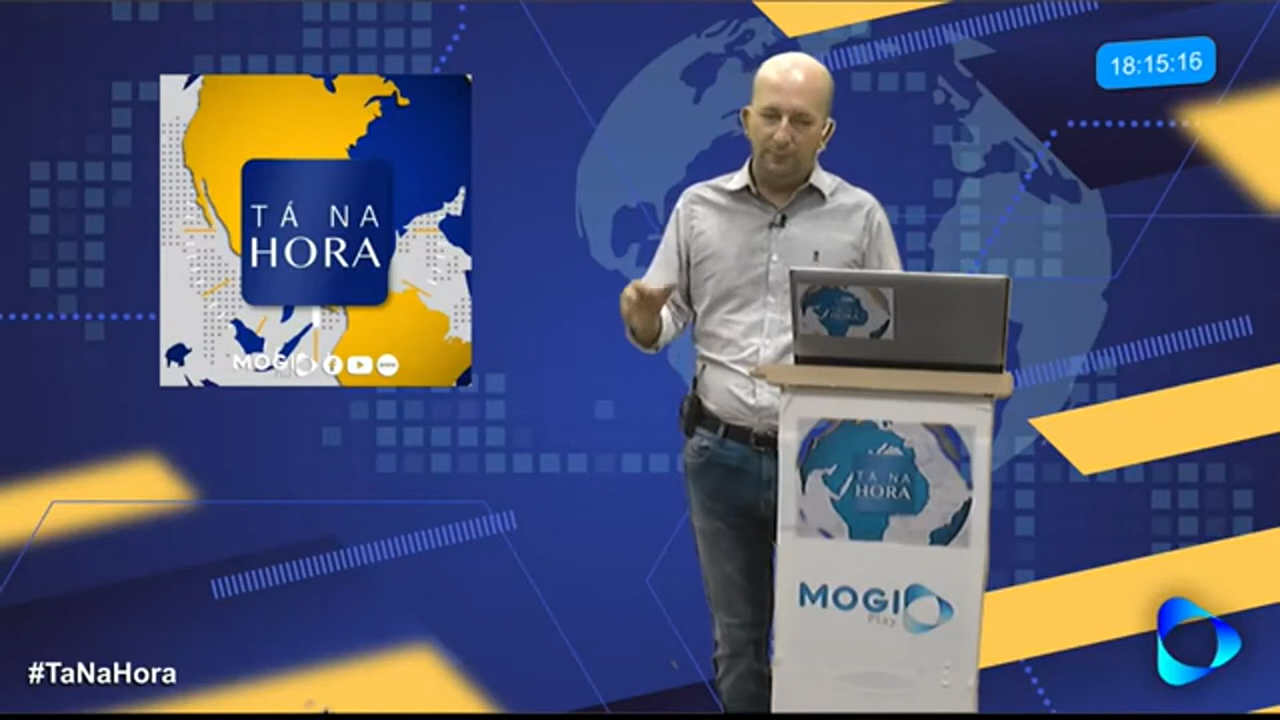 18:15:16
TÁ NA
HORA
MOGI
TÁ NA
HORA
MOGI
Play
#TaNaHora